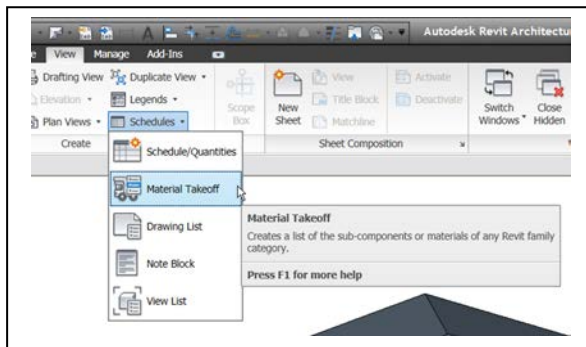 A
Autodesk Revit Architectu
View Manage Add-Ins
Drafting View Duplicate View
Elevation Legends
Plan Views Schedules
Scope Box
New Sheet
View
Title Block
Matchline
Activate
Deactivate
Switch Windows
Close Hidden
Create
Sheet Composition
Schedule/Quantities
Material Takeoff
Drawing List
Note Block
View List
Material Takeoff
Creates a list of the sub-components or materials of any Revit family
category.
Press F1 for more help